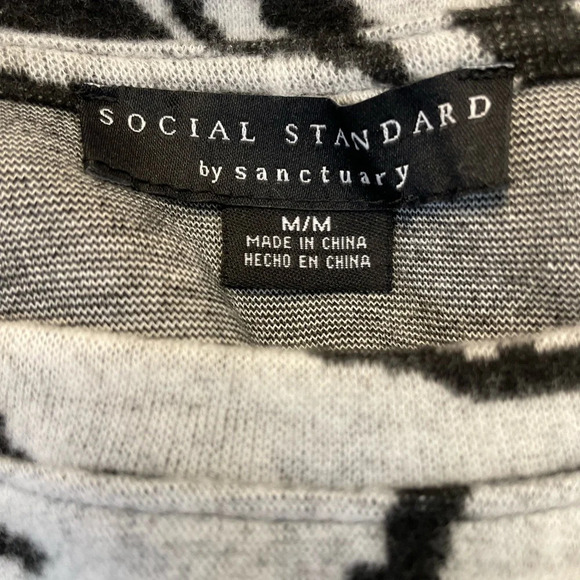 SOCIAL STANDARD
by sanctuary
M/M
MADE IN CHINA
HECHO EN CHINA